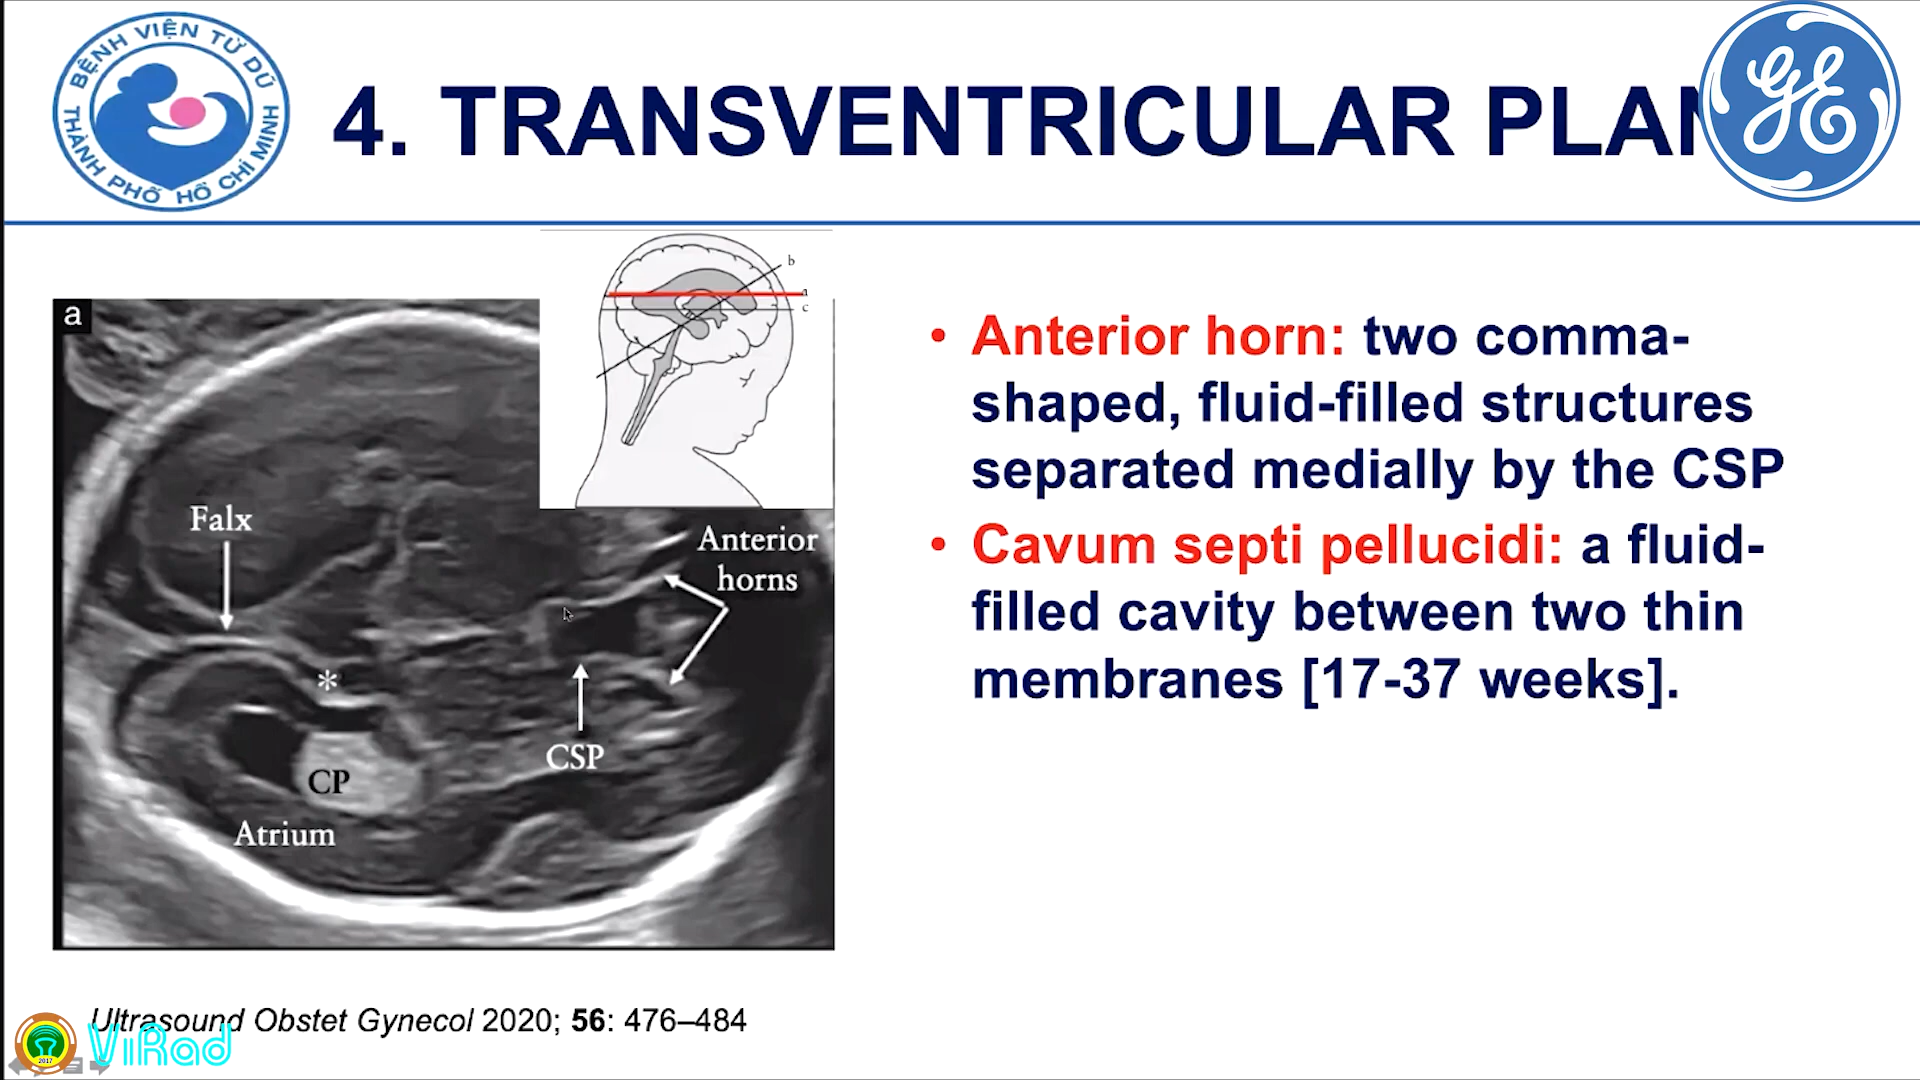 BỆNH VIỆN TỪ DŨ
THÀNH PHỐ HỒ CHÍ MINH
4. TRANSVENTRICULAR PLAN
GE
b
a
c
a
Falx
Anterior
horns
*
CSP
CP
Atrium
• Anterior horn: two comma-
shaped, fluid-filled structures
separated medially by the CSP
• Cavum septi pellucidi: a fluid-
filled cavity between two thin
membranes [17-37 weeks].
Ultrasound Obstet Gynecol 2020; 56: 476–484
2017
ViRad